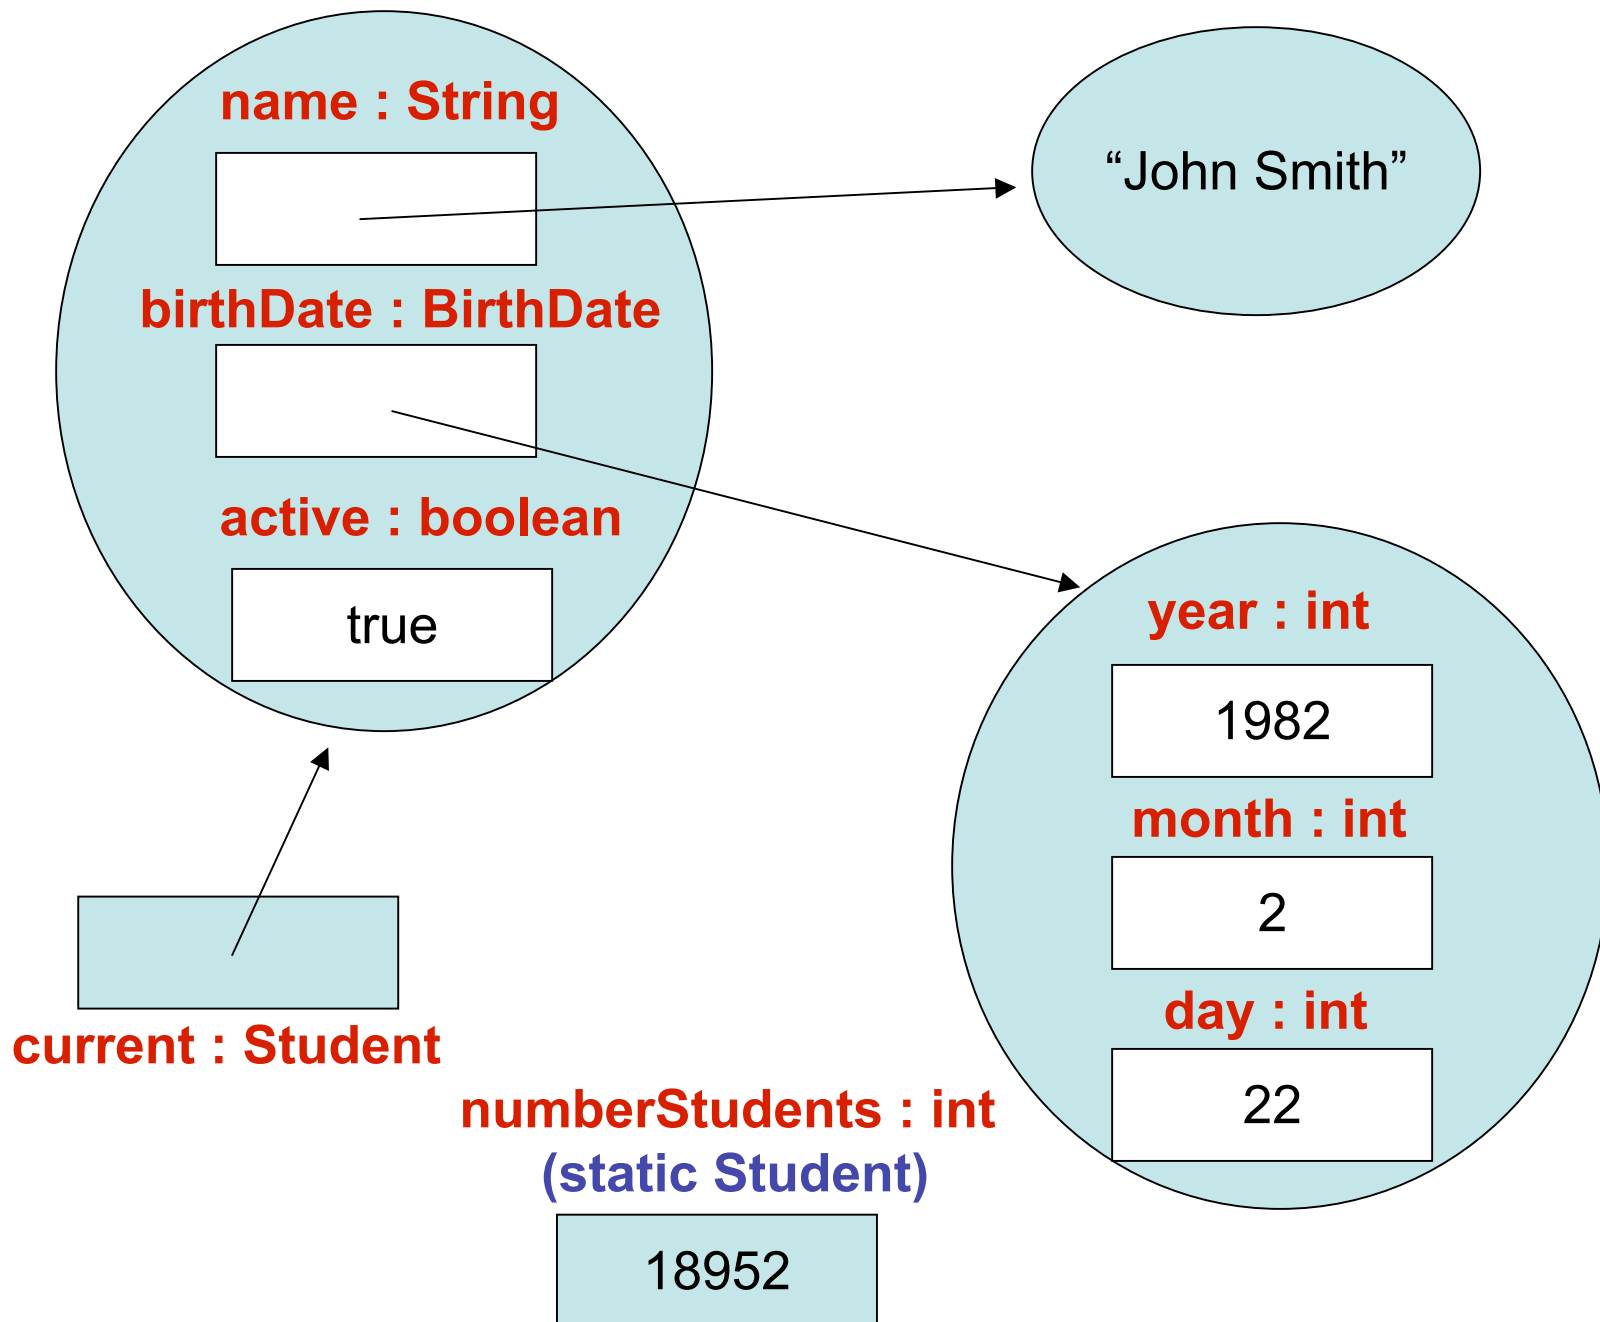 name : String
“John Smith”
birthDate : BirthDate
active : boolean
true
year : int
1982
month : int
2
day : int
22
current : Student
numberStudents : int
(static Student)
18952